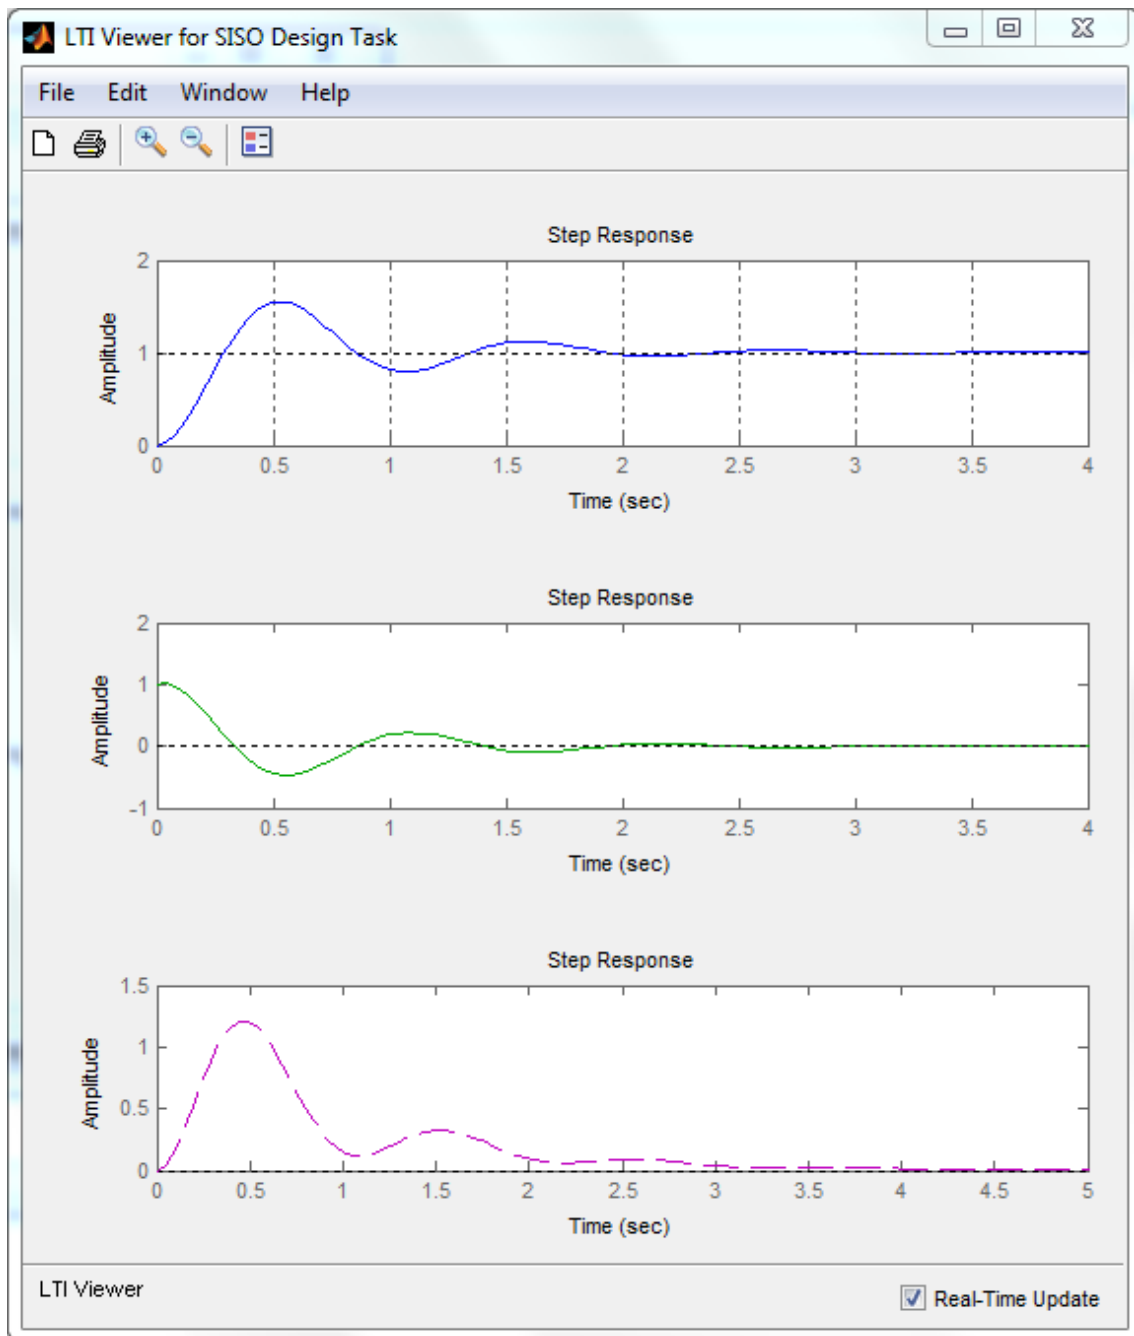 LTI Viewer for SISO Design Task
File Edit Window Help
Step Response
Amplitude
2
1
0
0 0.5 1 1.5 2 2.5 3 3.5 4
Time (sec)
Step Response
Amplitude
2
1
0
-1
0 0.5 1 1.5 2 2.5 3 3.5 4
Time (sec)
Step Response
Amplitude
1.5
1
0.5
0
0 0.5 1 1.5 2 2.5 3 3.5 4 4.5 5
Time (sec)
LTI Viewer
Real-Time Update